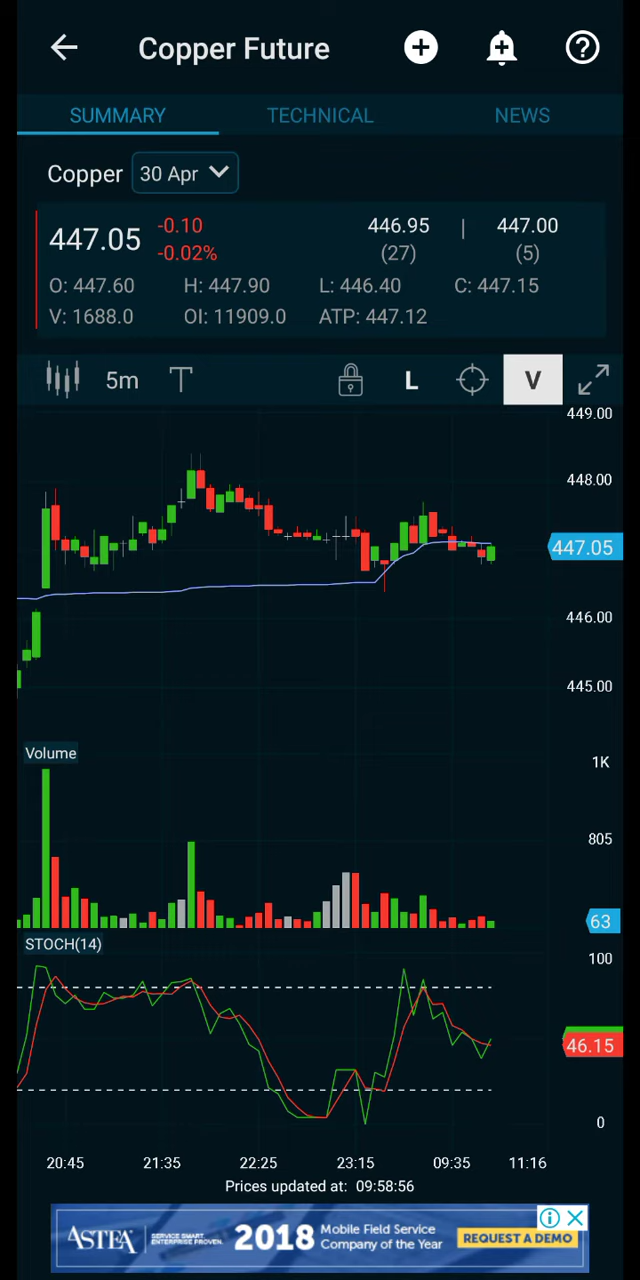 Copper Future
SUMMARY TECHNICAL NEWS
Copper 30 Apr
447.05 -0.10 446.95 | 447.00
-0.02% (27) (5)
O: 447.60 H: 447.90 L: 446.40 C: 447.15
V: 1688.0 OI: 11909.0 ATP: 447.12
5m T L V
449.00
448.00
447.05
446.00
445.00
Volume
1K
805
63
STOCH(14)
100
46.15
0
20:45 21:35 22:25 23:15 09:35 11:16
Prices updated at: 09:58:56
ASTEA SERVICE SMART. ENTERPRISE PROVEN. 2018 Mobile Field Service Company of the Year REQUEST A DEMO